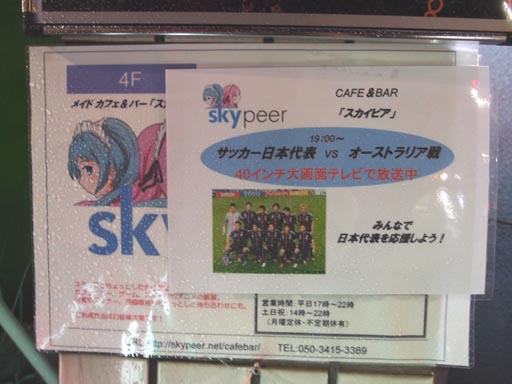 4F
メイド カフェ&バー 「ス
sky
skypeer
CAFE&BAR
「スカイピア」
19:00～
サッカー日本代表 vs オーストラリア戦
40インチ大画面テレビで放送中
みんなで
日本代表を応援しよう!
営業時間: 平日17時～22時
土日祝: 14時～22時
(月曜定休・不定期休有)
URL:http://skypeer.net/cafebar/ TEL:050-3415-3369